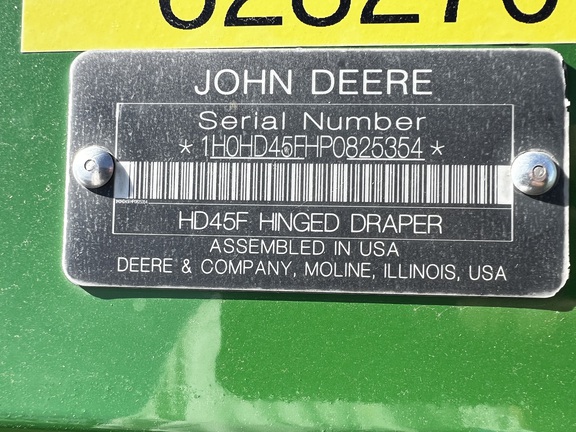 JOHN DEERE
Serial Number
*1H0HD45FHP0825354*
HD45F HINGED DRAPER
ASSEMBLED IN USA
DEERE & COMPANY, MOLINE, ILLINOIS, USA